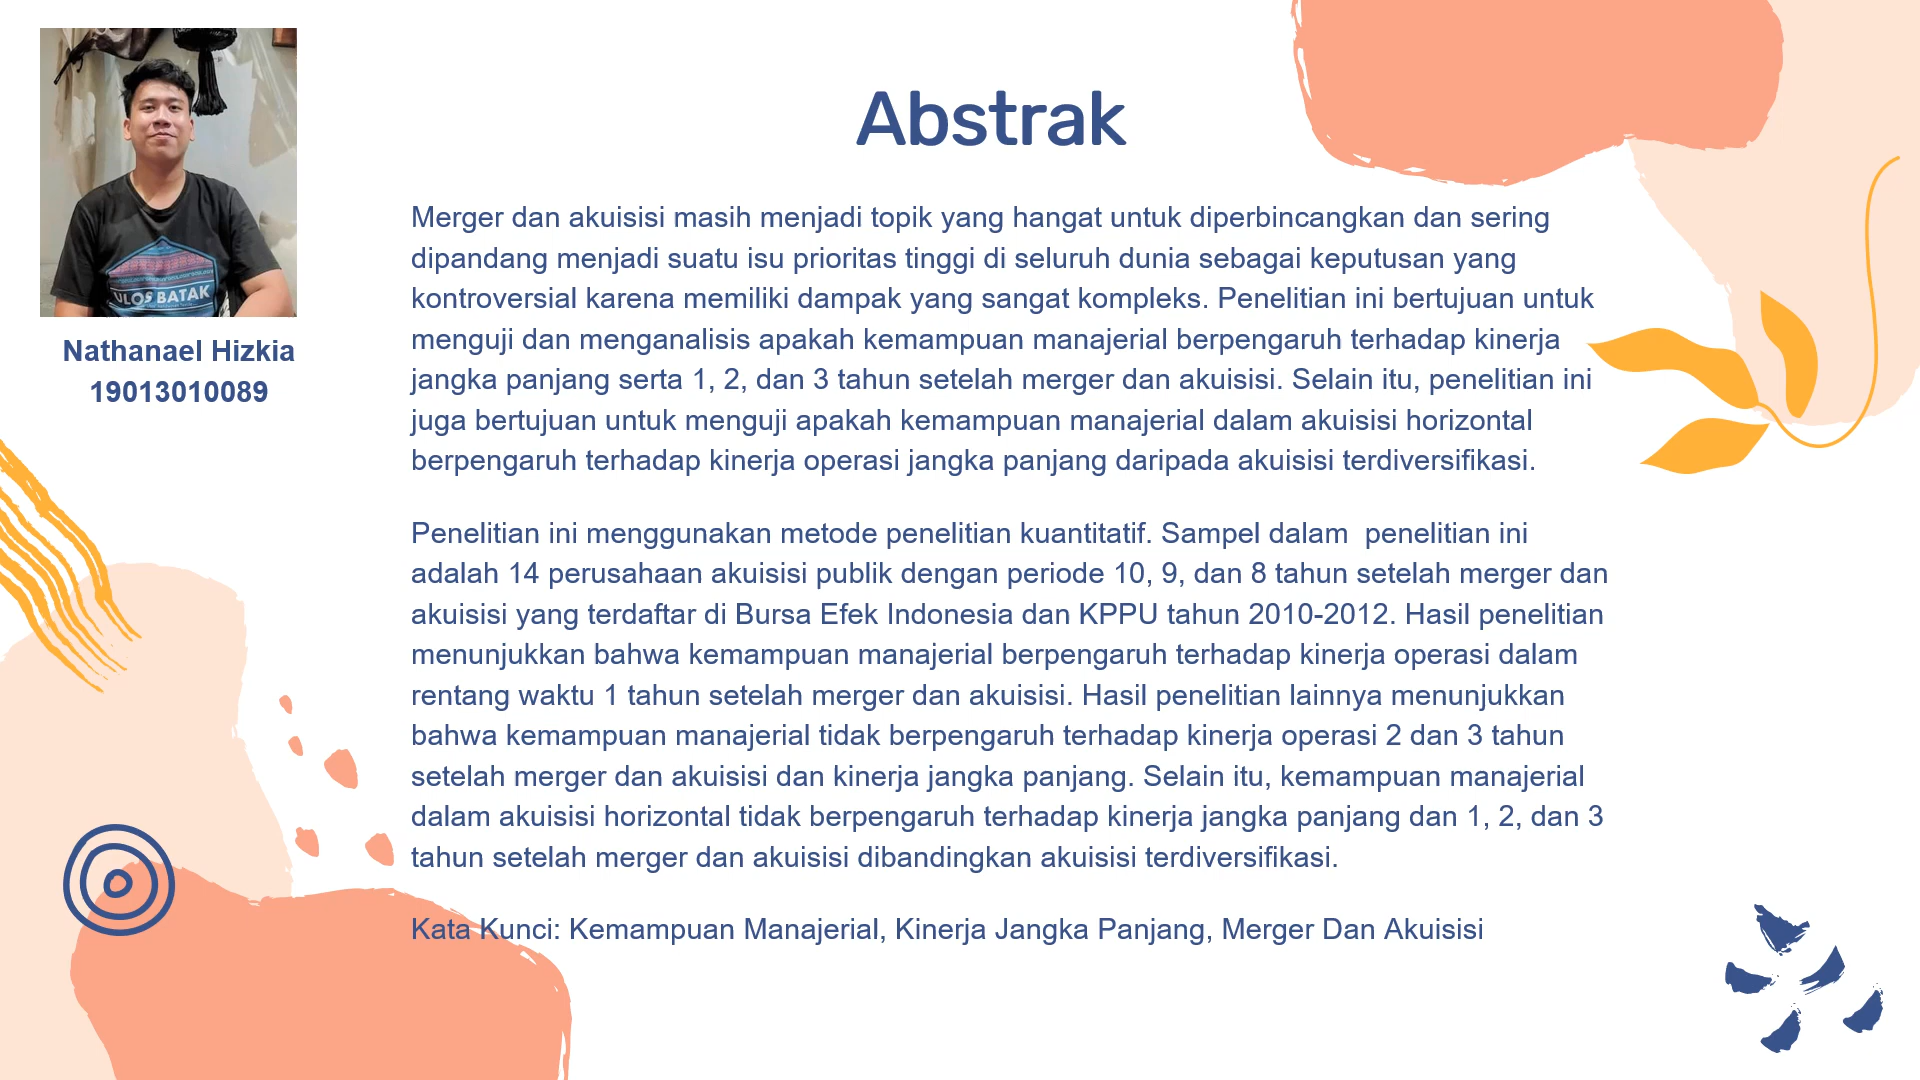 Abstrak
ULOS BATAK
Nathanael Hizkia
19013010089
Merger dan akuisisi masih menjadi topik yang hangat untuk diperbincangkan dan sering
dipandang menjadi suatu isu prioritas tinggi di seluruh dunia sebagai keputusan yang
kontroversial karena memiliki dampak yang sangat kompleks. Penelitian ini bertujuan untuk
menguji dan menganalisis apakah kemampuan manajerial berpengaruh terhadap kinerja
jangka panjang serta 1, 2, dan 3 tahun setelah merger dan akuisisi. Selain itu, penelitian ini
juga bertujuan untuk menguji apakah kemampuan manajerial dalam akuisisi horizontal
berpengaruh terhadap kinerja operasi jangka panjang daripada akuisisi terdiversifikasi.
Penelitian ini menggunakan metode penelitian kuantitatif. Sampel dalam  penelitian ini
adalah 14 perusahaan akuisisi publik dengan periode 10, 9, dan 8 tahun setelah merger dan
akuisisi yang terdaftar di Bursa Efek Indonesia dan KPPU tahun 2010-2012. Hasil penelitian
menunjukkan bahwa kemampuan manajerial berpengaruh terhadap kinerja operasi dalam
rentang waktu 1 tahun setelah merger dan akuisisi. Hasil penelitian lainnya menunjukkan
bahwa kemampuan manajerial tidak berpengaruh terhadap kinerja operasi 2 dan 3 tahun
setelah merger dan akuisisi dan kinerja jangka panjang. Selain itu, kemampuan manajerial
dalam akuisisi horizontal tidak berpengaruh terhadap kinerja jangka panjang dan 1, 2, dan 3
tahun setelah merger dan akuisisi dibandingkan akuisisi terdiversifikasi.
Kata Kunci: Kemampuan Manajerial, Kinerja Jangka Panjang, Merger Dan Akuisisi